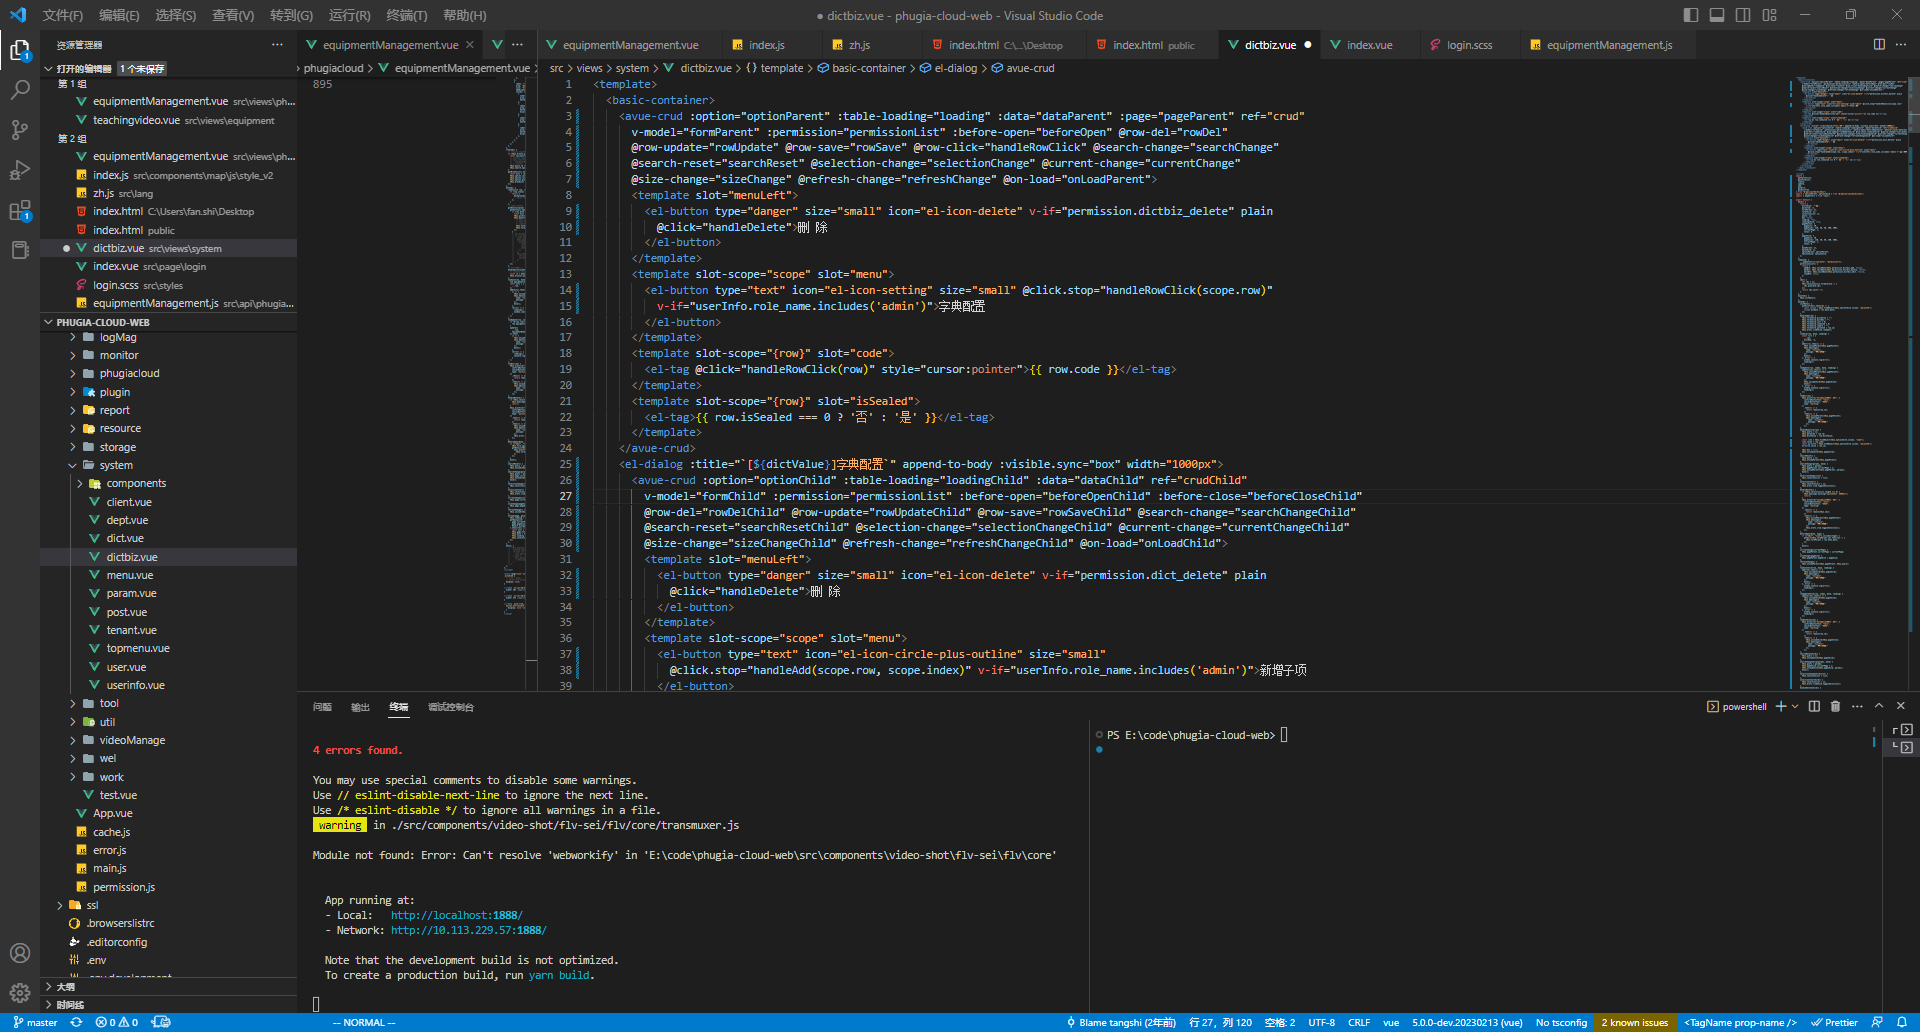 文件(F) 编辑(E) 选择(S) 查看(V) 转到(G) 运行(R) 终端(T) 帮助(H)
● dictbiz.vue - phugia-cloud-web - Visual Studio Code
资源管理器
equipmentManagement.vue
equipmentManagement.vue
index.js
zh.js
index.html C:\...\Desktop
index.html public
dictbiz.vue
index.vue
login.scss
equipmentManagement.js
打开的编辑器 1 个未保存
phugiacloud > equipmentManagement.vue >
src > views > system > dictbiz.vue > {} template > basic-container > el-dialog > avue-crud
第 1 组
equipmentManagement.vue src\views\ph...
teachingvideo.vue src\views\equipment
第 2 组
equipmentManagement.vue src\views\ph...
index.js src\components\map\js\style_v2
zh.js src\lang
index.html C:\Users\fan.shi\Desktop
index.html public
dictbiz.vue src\views\system
index.vue src\page\login
login.scss src\styles
equipmentManagement.js src\api\phugia...
PHUGIA-CLOUD-WEB
logMag
monitor
phugiacloud
plugin
report
resource
storage
system
components
client.vue
dept.vue
dict.vue
dictbiz.vue
menu.vue
param.vue
post.vue
tenant.vue
topmenu.vue
user.vue
userinfo.vue
tool
util
videoManage
wel
work
test.vue
App.vue
cache.js
error.js
main.js
permission.js
ssl
.browserslistrc
.editorconfig
.env
.env.development
大纲
时间线
895
1 <template>
2 <basic-container>
3 <avue-crud :option="optionParent" :table-loading="loading" :data="dataParent" :page="pageParent" ref="crud"
4 v-model="formParent" :permission="permissionList" :before-open="beforeOpen" @row-del="rowDel"
5 @row-update="rowUpdate" @row-save="rowSave" @row-click="handleRowClick" @search-change="searchChange"
6 @search-reset="searchReset" @selection-change="selectionChange" @current-change="currentChange"
7 @size-change="sizeChange" @refresh-change="refreshChange" @on-load="onLoadParent">
8 <template slot="menuLeft">
9 <el-button type="danger" size="small" icon="el-icon-delete" v-if="permission.dictbiz_delete" plain
10 @click="handleDelete">删 除
11 </el-button>
12 </template>
13 <template slot-scope="scope" slot="menu">
14 <el-button type="text" icon="el-icon-setting" size="small" @click.stop="handleRowClick(scope.row)"
15 v-if="userInfo.role_name.includes('admin')">字典配置
16 </el-button>
17 </template>
18 <template slot-scope="{row}" slot="code">
19 <el-tag @click="handleRowClick(row)" style="cursor:pointer">{{ row.code }}</el-tag>
20 </template>
21 <template slot-scope="{row}" slot="isSealed">
22 <el-tag>{{ row.isSealed === 0 ? '否' : '是' }}</el-tag>
23 </template>
24 </avue-crud>
25 <el-dialog :title="`[${dictValue}]字典配置`" append-to-body :visible.sync="box" width="1000px">
26 <avue-crud :option="optionChild" :table-loading="loadingChild" :data="dataChild" ref="crudChild"
27 v-model="formChild" :permission="permissionList" :before-open="beforeOpenChild" :before-close="beforeCloseChild"
28 @row-del="rowDelChild" @row-update="rowUpdateChild" @row-save="rowSaveChild" @search-change="searchChangeChild"
29 @search-reset="searchResetChild" @selection-change="selectionChangeChild" @current-change="currentChangeChild"
30 @size-change="sizeChangeChild" @refresh-change="refreshChangeChild" @on-load="onLoadChild">
31 <template slot="menuLeft">
32 <el-button type="danger" size="small" icon="el-icon-delete" v-if="permission.dict_delete" plain
33 @click="handleDelete">删 除
34 </el-button>
35 </template>
36 <template slot-scope="scope" slot="menu">
37 <el-button type="text" icon="el-icon-circle-plus-outline" size="small"
38 @click.stop="handleAdd(scope.row, scope.index)" v-if="userInfo.role_name.includes('admin')">新增子项
39 </el-button>
问题 输出 终端 调试控制台
powershell
4 errors found.
You may use special comments to disable some warnings.
Use // eslint-disable-next-line to ignore the next line.
Use /* eslint-disable */ to ignore all warnings in a file.
warning in ./src/components/video-shot/flv-sei/flv/core/transmuxer.js
Module not found: Error: Can't resolve 'webworkify' in 'E:\code\phugia-cloud-web\src\components\video-shot\flv-sei\flv\core'
App running at:
- Local: http://localhost:1888/
- Network: http://10.113.229.57:1888/
Note that the development build is not optimized.
To create a production build, run yarn build.
PS E:\code\phugia-cloud-web>
master 0 0 -- NORMAL -- Blame tangshi (2年前) 行 27, 列 120 空格: 2 UTF-8 CRLF vue 5.0.0-dev.20230213 (vue) No tsconfig 2 known issues <TagName prop-name /> Prettier